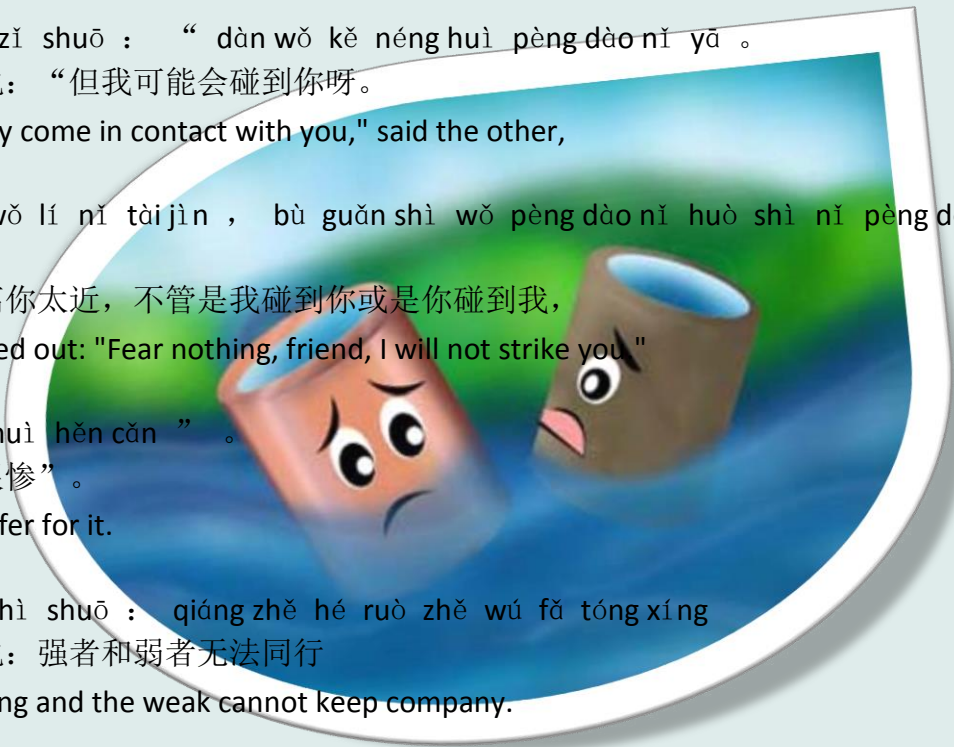 zǐ shuō ： “ dàn wǒ kě néng huì pèng dào nǐ yā 。
：“但我可能会碰到你呀。
y come in contact with you," said the other,
wǒ lí nǐ tài jìn ， bù guǎn shì wǒ pèng dào nǐ huò shì nǐ pèng d
你太近，不管是我碰到你或是你碰到我，
ed out: "Fear nothing, friend, I will not strike you."
huì hěn cǎn ” 。
惨”。
fer for it.
hì shuō ： qiáng zhě hé ruò zhě wú fǎ tóng xíng
：强者和弱者无法同行
ng and the weak cannot keep company.